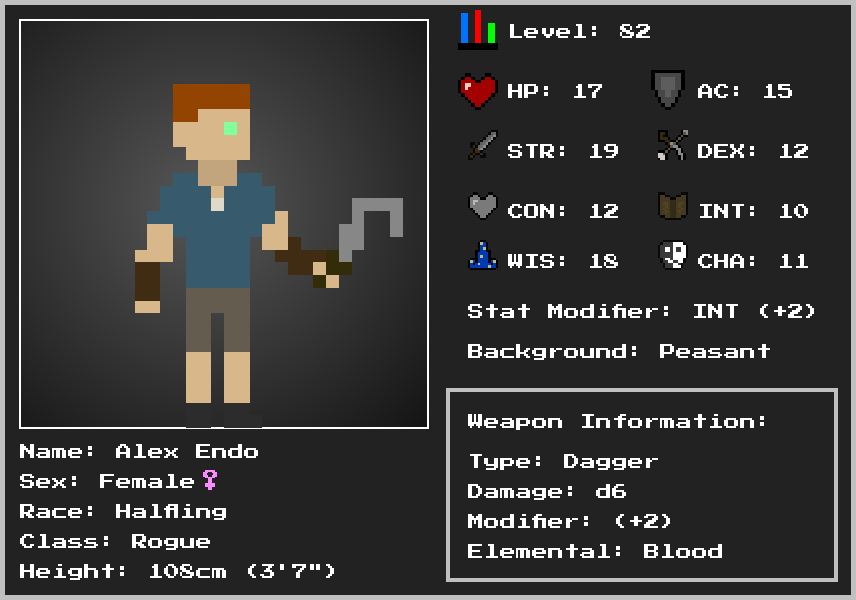 Level: 82
HP: 17
AC: 15
STR: 19
DEX: 12
CON: 12
INT: 10
WIS: 18
CHA: 11
Stat Modifier: INT (+2)
Background: Peasant
Name: Alex Endo
Sex: Female♀
Race: Halfling
Class: Rogue
Height: 108cm (3'7")
Weapon Information:
Type: Dagger
Damage: d6
Modifier: (+2)
Elemental: Blood